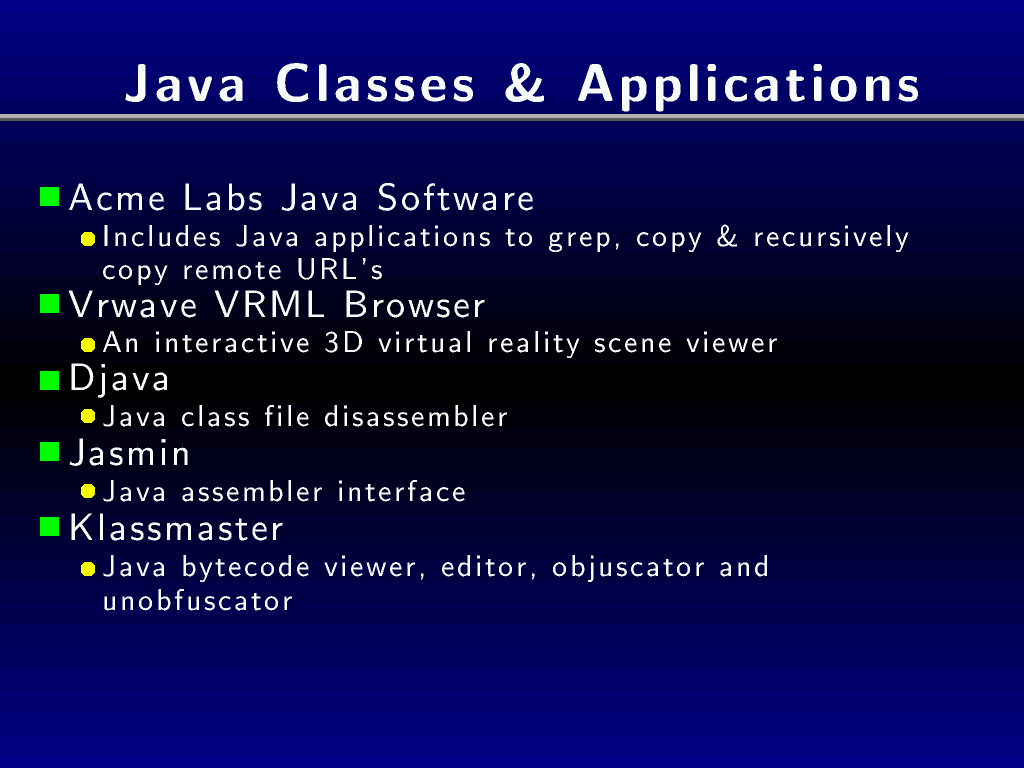 Java Classes & Applications
Acme Labs Java Software
Includes Java applications to grep, copy & recursively
copy remote URL's
Vrwave VRML Browser
An interactive 3D virtual reality scene viewer
Djava
Java class file disassembler
Jasmin
Java assembler interface
Klassmaster
Java bytecode viewer, editor, objuscator and
unobfuscator